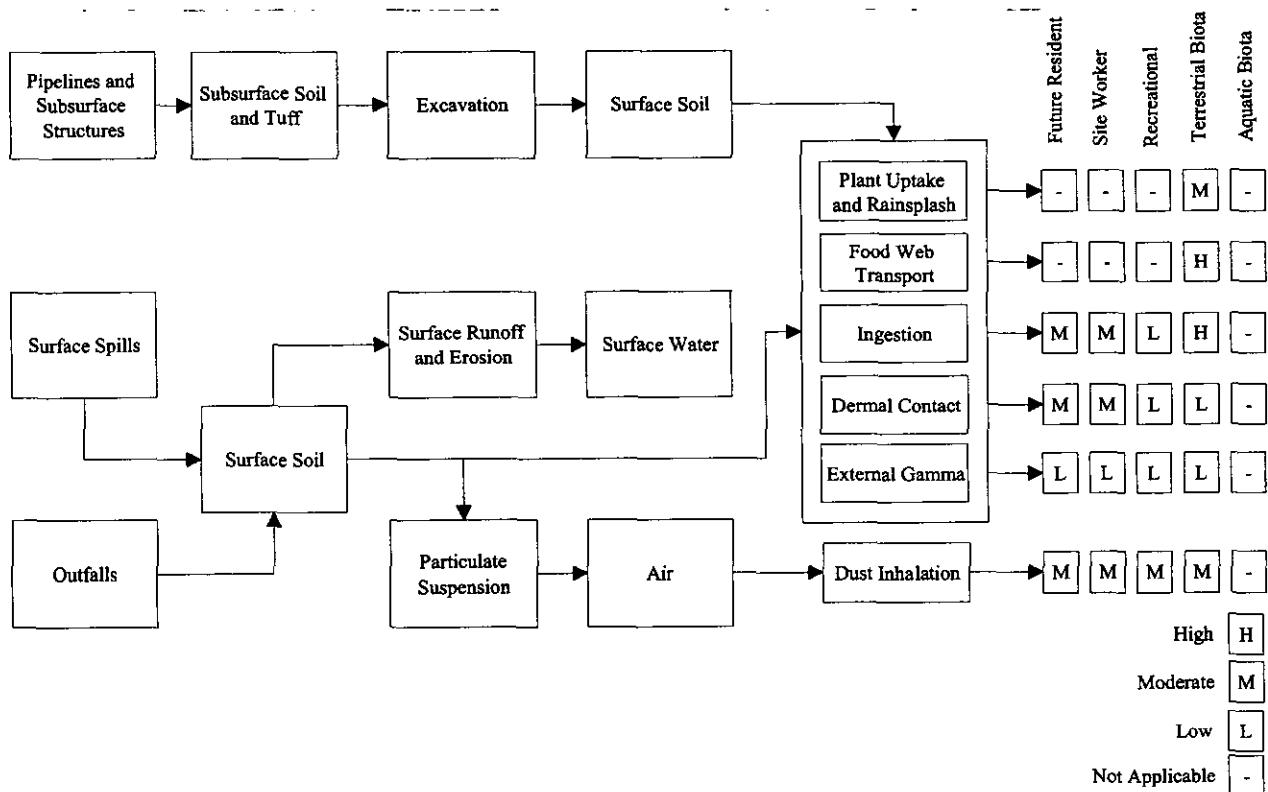 Future Resident
Site Worker
Recreational
Terrestrial Biota
Aquatic Biota
Pipelines and
Subsurface
Structures
Subsurface Soil
and Tuff
Excavation
Surface Soil
Plant Uptake
and Rainsplash
- - - M -
Food Web
Transport
- - - H -
Surface Spills
Surface Runoff
and Erosion
Surface Water
Ingestion
M M L H -
Dermal Contact
M M L L -
Surface Soil
External Gamma
L L L L -
Outfalls
Particulate
Suspension
Air
Dust Inhalation
M M M M -
High H
Moderate M
Low L
Not Applicable -